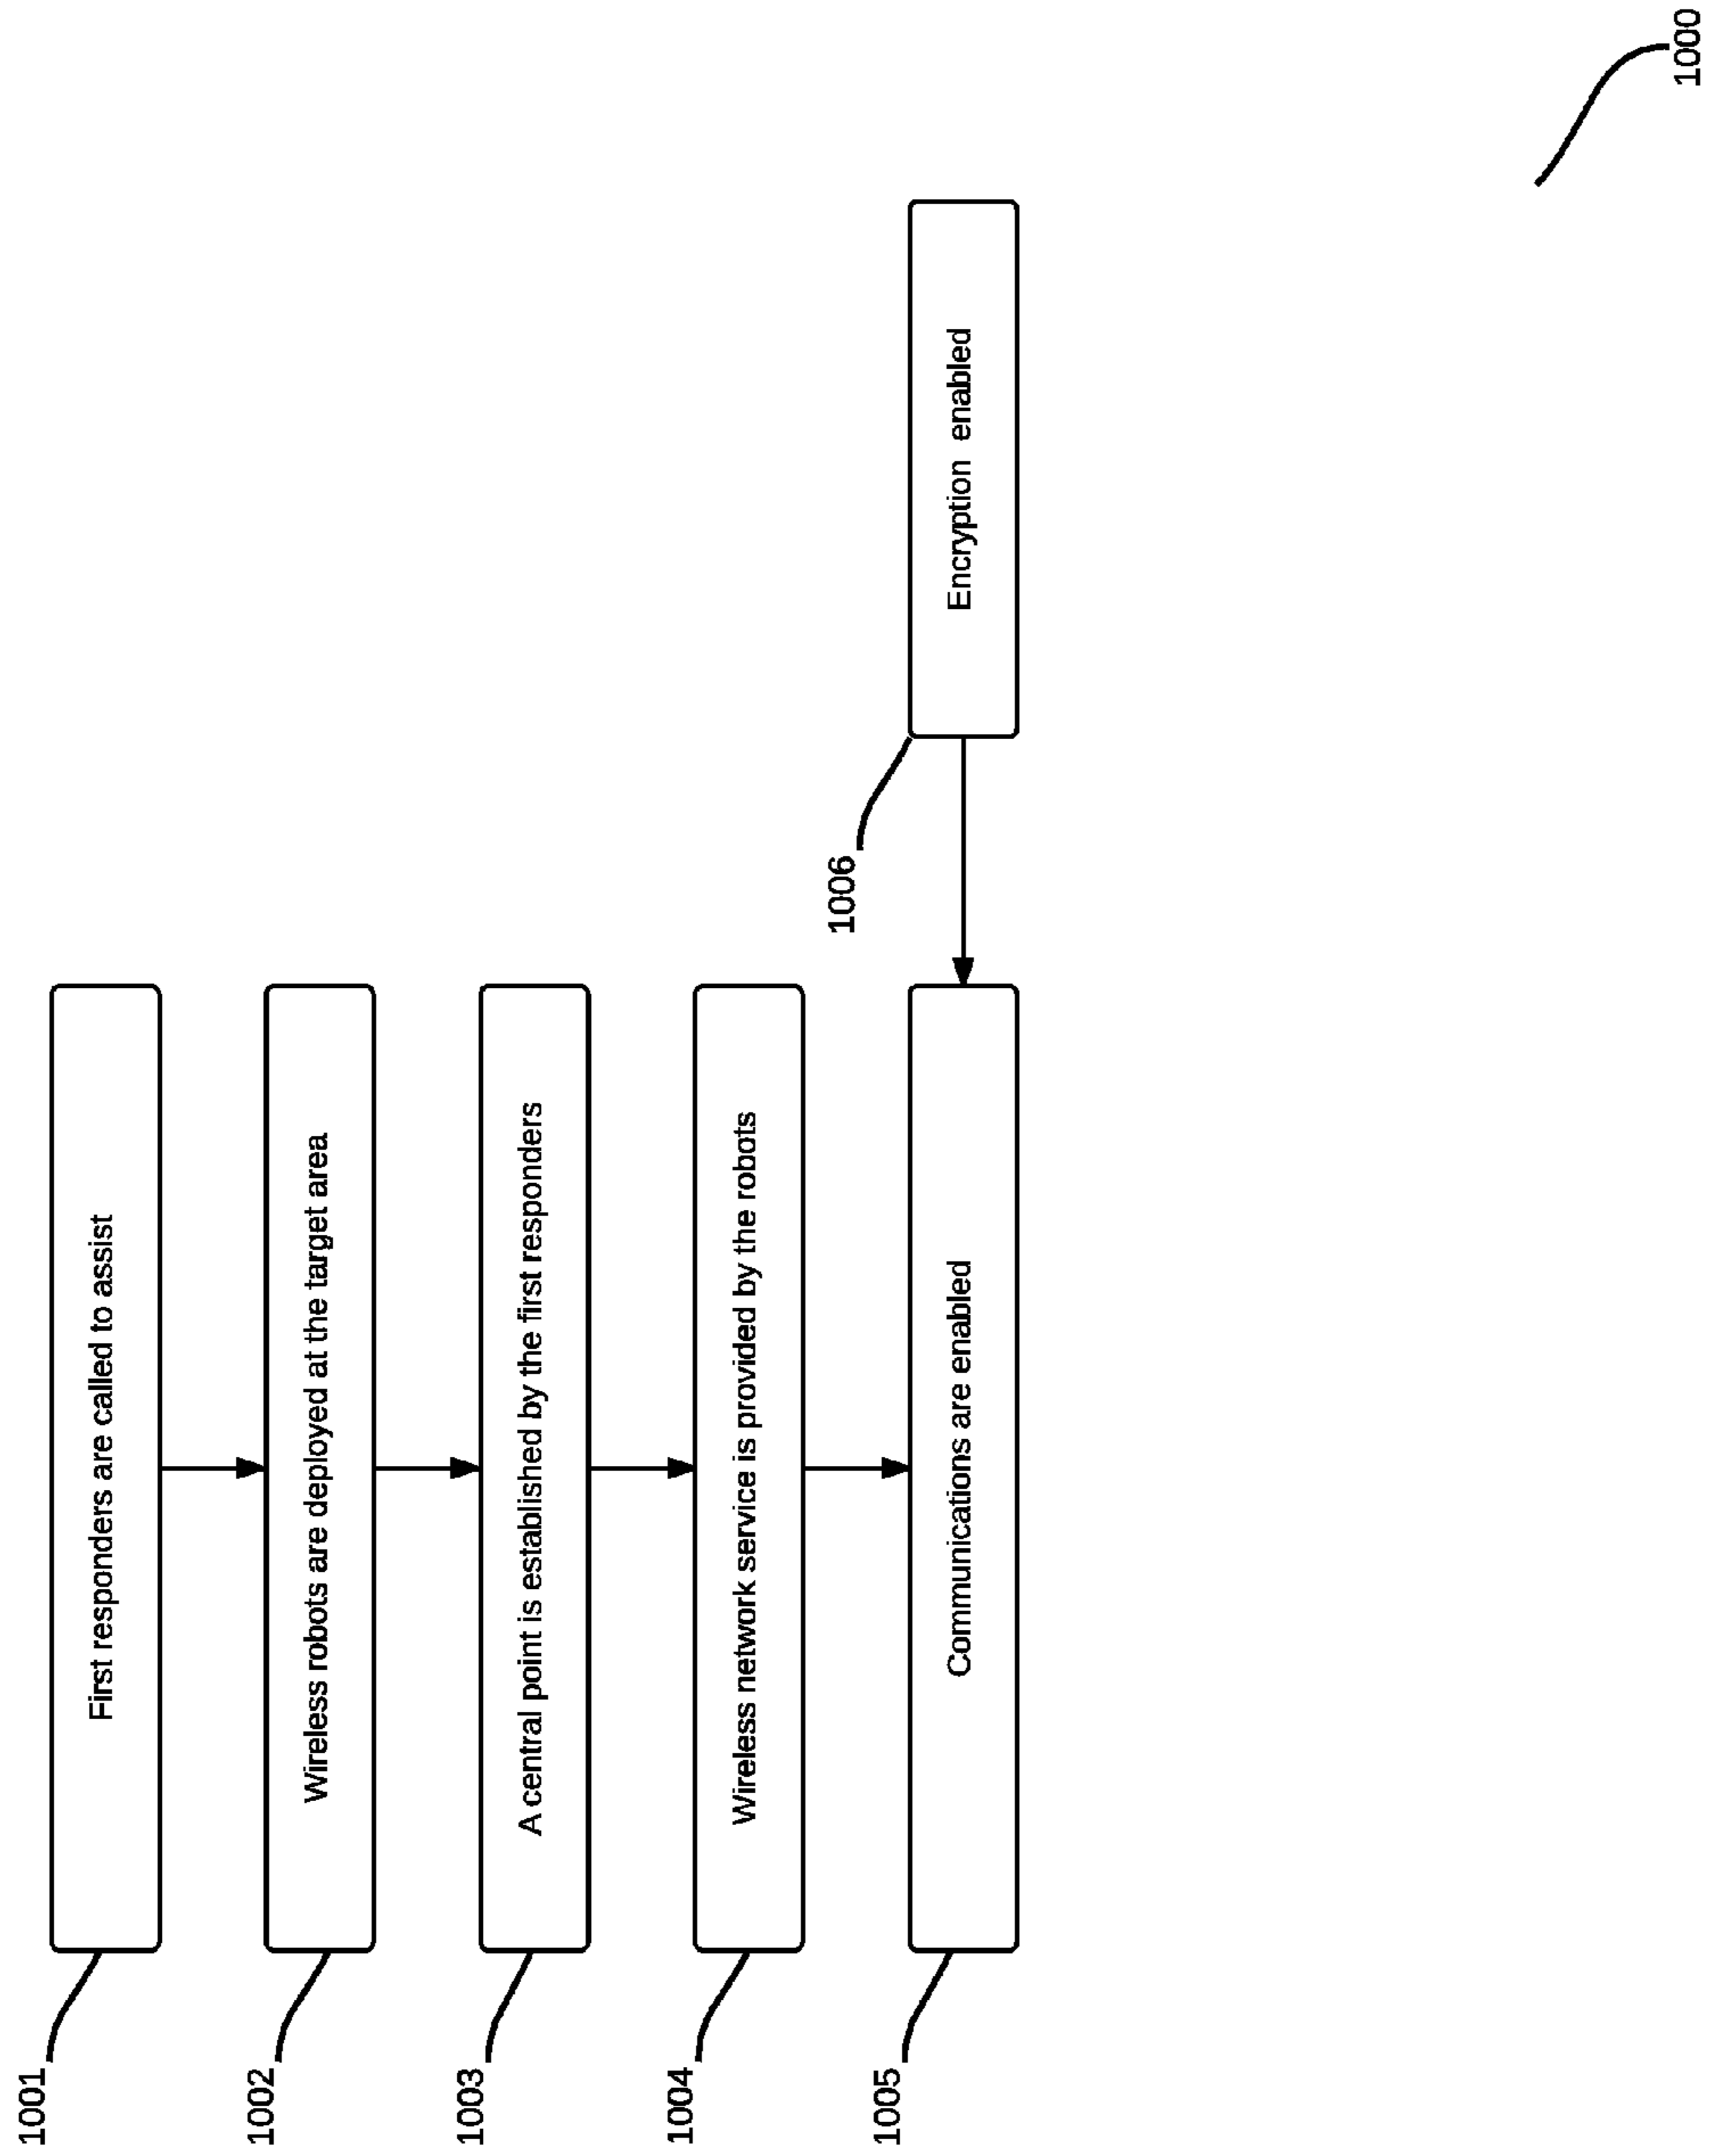 1001
First responders are called to assist
1002
Wireless robots are deployed at the target area
1003
A central point is established by the first responders
1004
Wireless network service is provided by the robots
1005
Communications are enabled
1006
Encryption enabled
1000